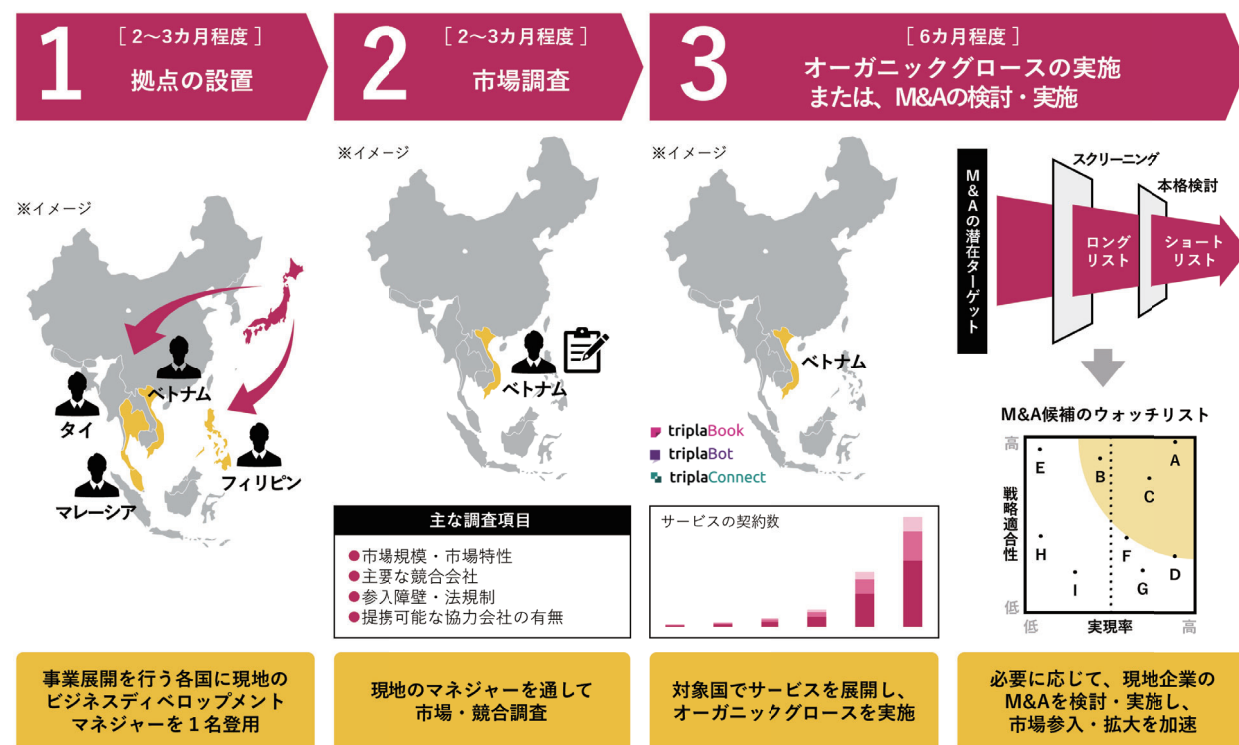 1
[ 2〜3カ月程度 ]
拠点の設置
2
[ 2〜3カ月程度 ]
市場調査
3
[ 6カ月程度 ]
オーガニックグロースの実施
または、M&Aの検討・実施
※イメージ
ベトナム
タイ
マレーシア
フィリピン
※イメージ
ベトナム
主な調査項目
●市場規模・市場特性
●主要な競合会社
●参入障壁・法規制
●提携可能な協力会社の有無
※イメージ
ベトナム
triplaBook
triplaBot
triplaConnect
サービスの契約数
M&Aの潜在ターゲット
スクリーニング
本格検討
ロング
リスト
ショート
リスト
M&A候補のウォッチリスト
高
戦略適合性
低
E
B
A
C
H
F
D
I
G
低
実現率
高
事業展開を行う各国に現地の
ビジネスディベロップメント
マネジャーを1名登用
現地のマネジャーを通して
市場・競合調査
対象国でサービスを展開し、
オーガニックグロースを実施
必要に応じて、現地企業の
M&Aを検討・実施し、
市場参入・拡大を加速